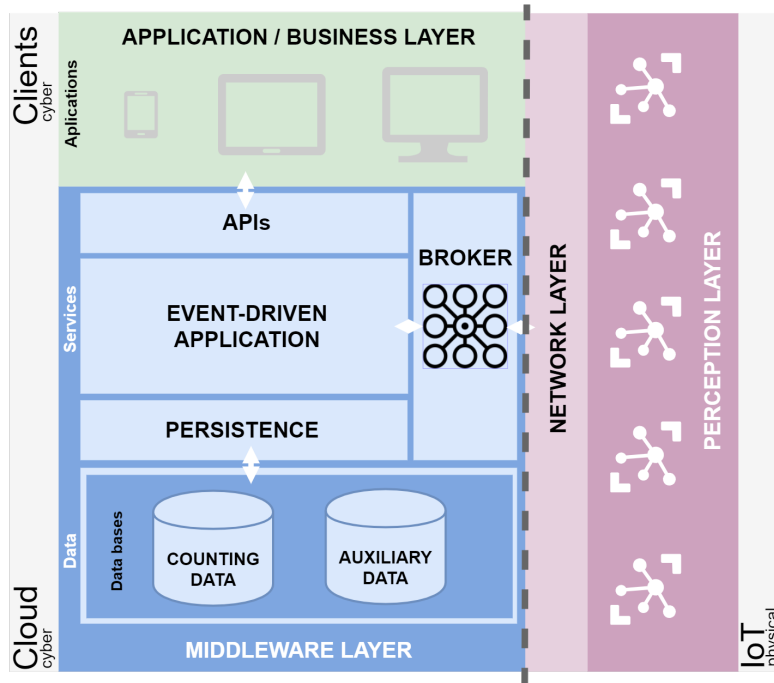 Clients
cyber
Aplications
APPLICATION / BUSINESS LAYER
Services
APIs
EVENT-DRIVEN
APPLICATION
PERSISTENCE
BROKER
Data
Data bases
COUNTING
DATA
AUXILIARY
DATA
MIDDLEWARE LAYER
Cloud
cyber
NETWORK LAYER
PERCEPTION LAYER
IoT
physical